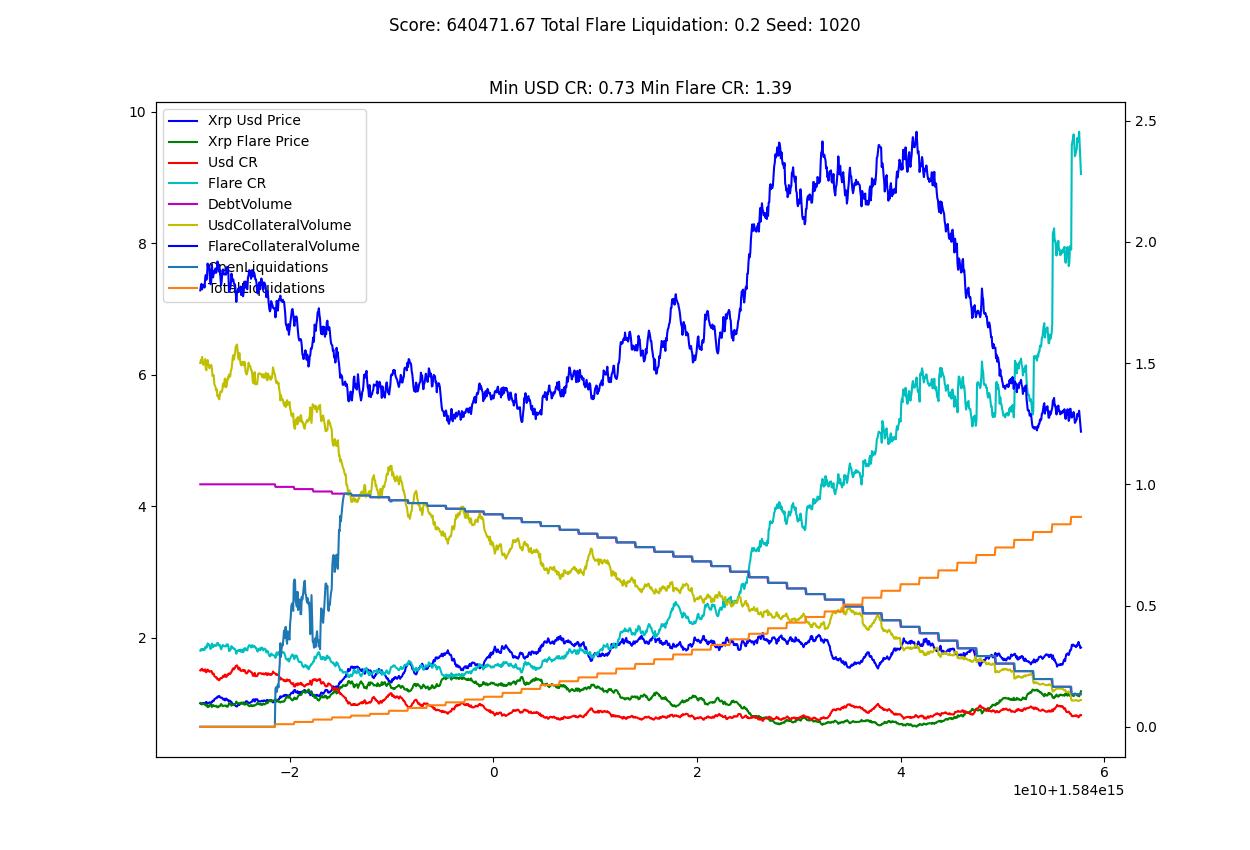 Score: 640471.67 Total Flare Liquidation: 0.2 Seed: 1020
Min USD CR: 0.73 Min Flare CR: 1.39
Xrp Usd Price
Xrp Flare Price
Usd CR
Flare CR
DebtVolume
UsdCollateralVolume
FlareCollateralVolume
OpenLiquidations
TotalLiquidations
10
8
6
4
2
2.5
2.0
1.5
1.0
0.5
0.0
−2
0
2
4
6
1e10+1.584e15